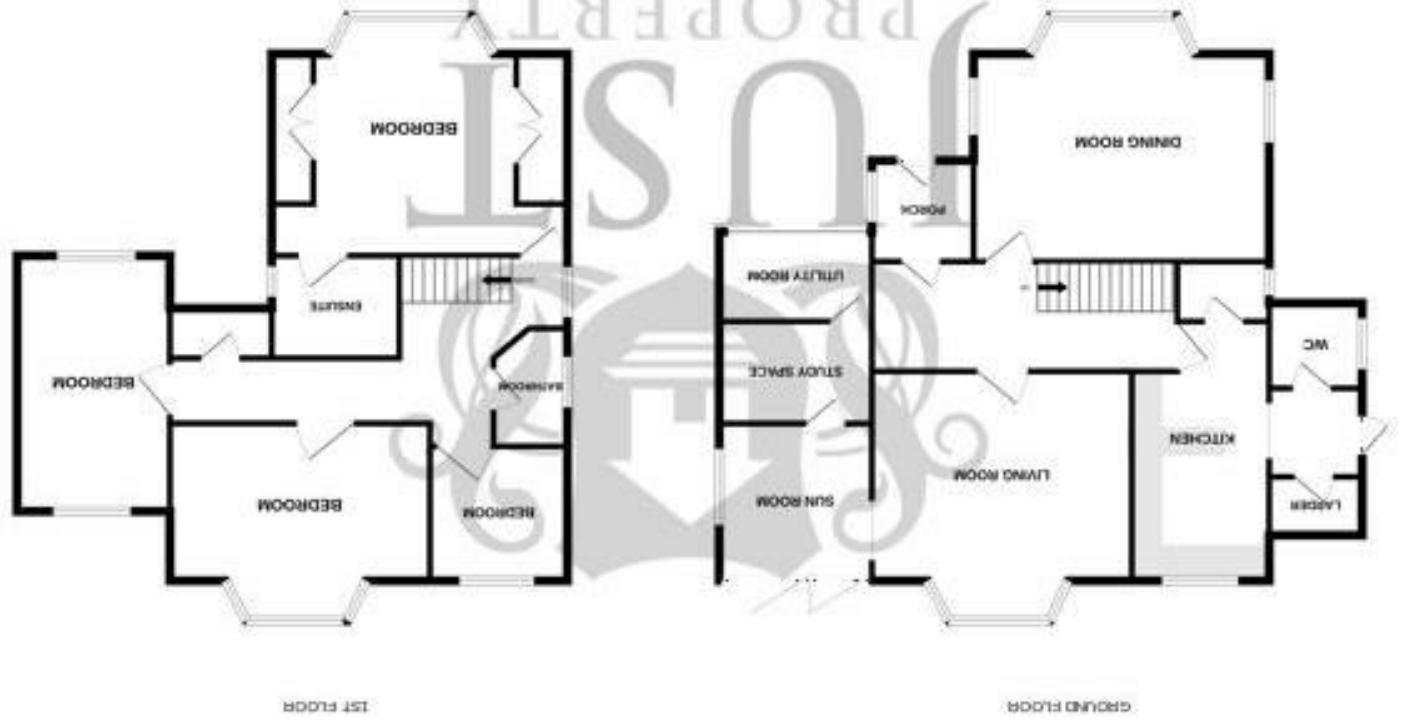 GROUND FLOOR
LARDER
KITCHEN
WC
LIVING ROOM
SUN ROOM
STUDY SPACE
UTILITY ROOM
PORCH
DINING ROOM
1ST FLOOR
BEDROOM
BEDROOM
BATHROOM
BEDROOM
ENSUITE
BEDROOM
JUST
PROPERTY